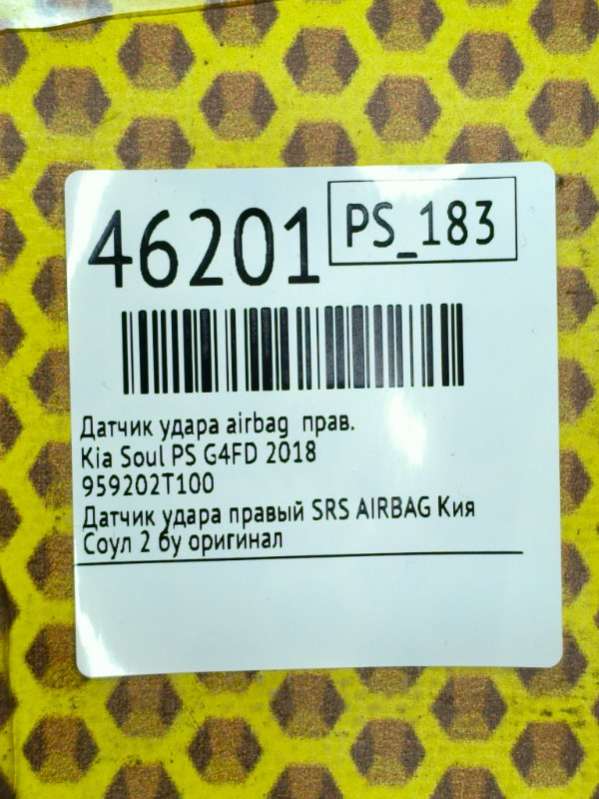 46201
PS_183
Датчик удара airbag прав.
Kia Soul PS G4FD 2018
959202T100
Датчик удара правый SRS AIRBAG Кия
Соул 2 бу оригинал